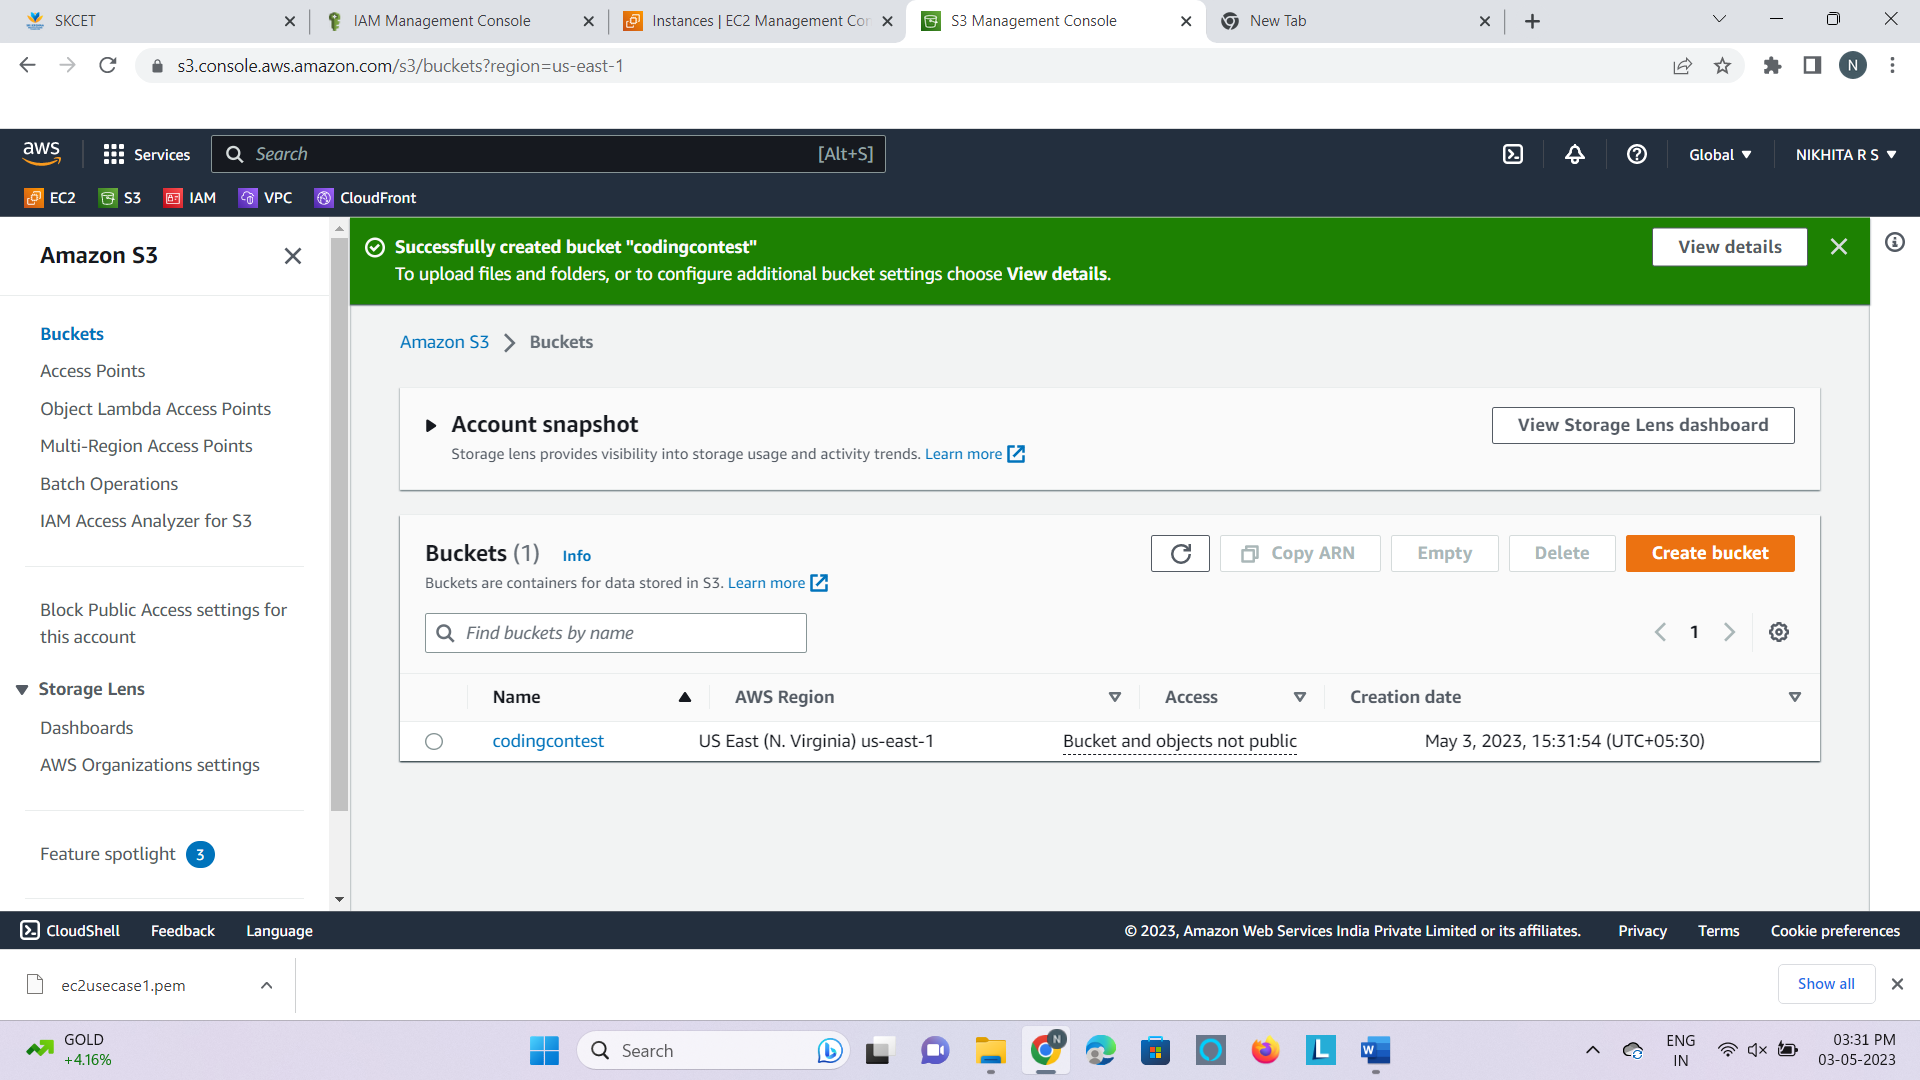 SKCET
IAM Management Console
Instances | EC2 Management Con
S3 Management Console
New Tab
s3.console.aws.amazon.com/s3/buckets?region=us-east-1
N
aws
Services
Search
[Alt+S]
Global
NIKHITA R S
EC2
S3
IAM
VPC
CloudFront
Amazon S3
Buckets
Access Points
Object Lambda Access Points
Multi-Region Access Points
Batch Operations
IAM Access Analyzer for S3
Block Public Access settings for
this account
Storage Lens
Dashboards
AWS Organizations settings
Feature spotlight 3
Successfully created bucket "codingcontest"
To upload files and folders, or to configure additional bucket settings choose View details.
View details
Amazon S3 Buckets
Account snapshot
Storage lens provides visibility into storage usage and activity trends. Learn more
View Storage Lens dashboard
Buckets (1) Info
Buckets are containers for data stored in S3. Learn more
Copy ARN
Empty
Delete
Create bucket
Find buckets by name
1
Name AWS Region Access Creation date
codingcontest US East (N. Virginia) us-east-1 Bucket and objects not public May 3, 2023, 15:31:54 (UTC+05:30)
CloudShell Feedback Language
© 2023, Amazon Web Services India Private Limited or its affiliates. Privacy Terms Cookie preferences
ec2usecase1.pem
Show all
GOLD
+4.16%
Search
N
L
W
ENG
IN
03:31 PM
03-05-2023